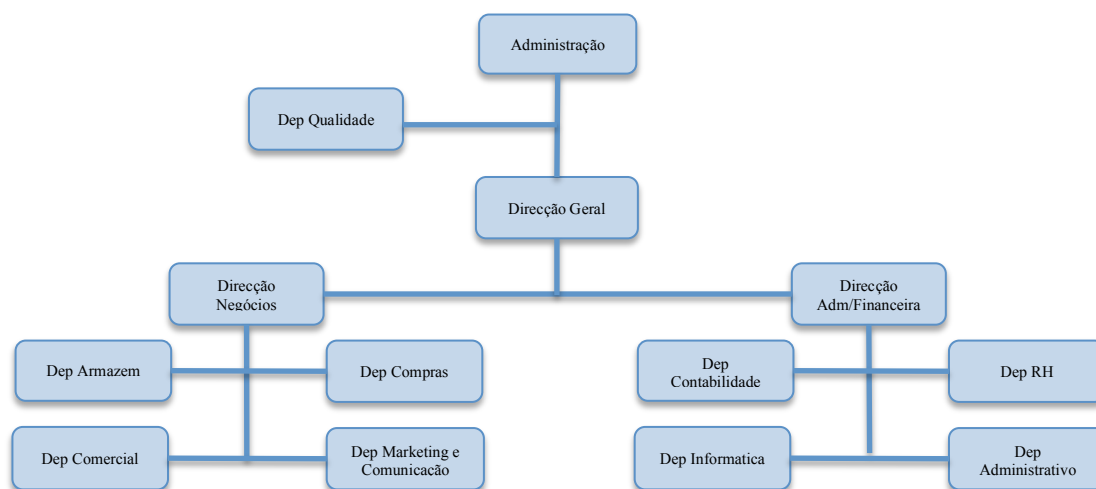 Administração
Dep Qualidade
Direcção Geral
Direcção
Negócios
Direcção
Adm/Financeira
Dep Armazem
Dep Compras
Dep
Contabilidade
Dep RH
Dep Comercial
Dep Marketing e
Comunicação
Dep Informatica
Dep
Administrativo